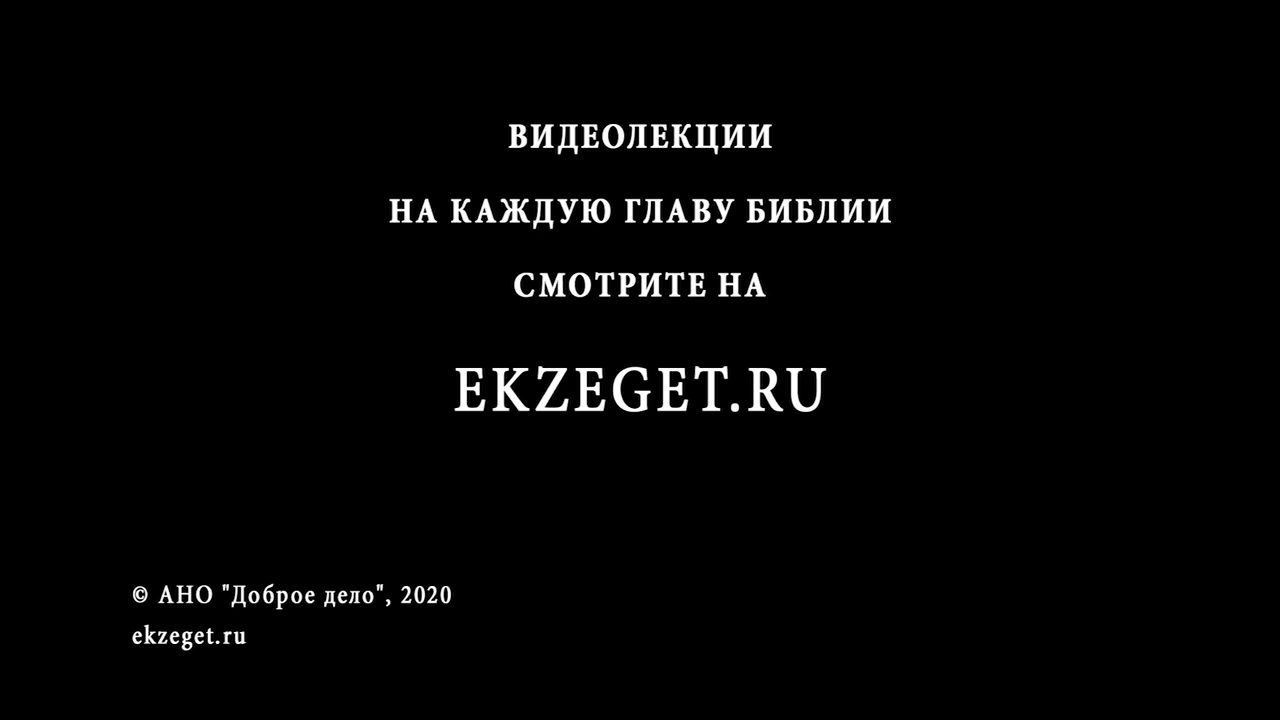 ВИДЕОЛЕКЦИИ
НА КАЖДУЮ ГЛАВУ БИБЛИИ
СМОТРИТЕ НА
EKZEGET.RU
© АНО "Доброе дело", 2020
ekzeget.ru